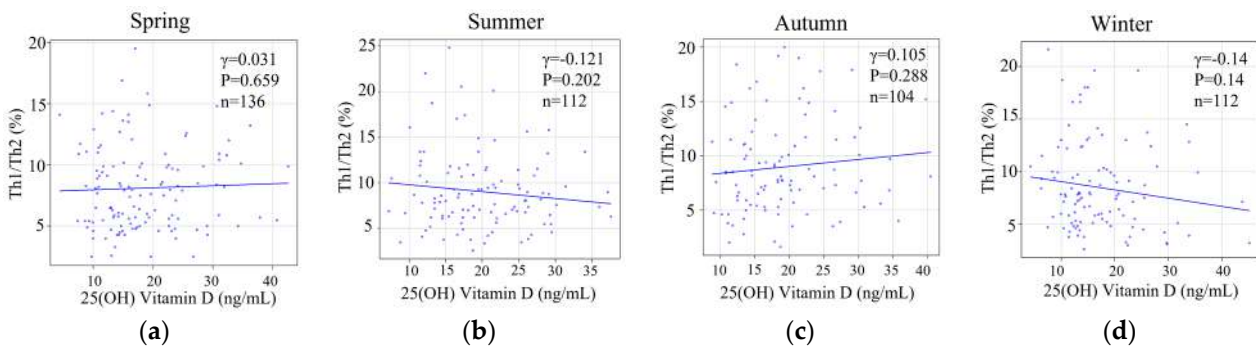 Spring
γ=0.031
P=0.659
n=136
20
15
10
5
Th1/Th2 (%)
10 20 30 40
25(OH) Vitamin D (ng/mL)
(a)
Summer
γ=-0.121
P=0.202
n=112
25
20
15
10
5
Th1/Th2 (%)
10 15 20 25 30 35
25(OH) Vitamin D (ng/mL)
(b)
Autumn
γ=0.105
P=0.288
n=104
20
15
10
5
Th1/Th2 (%)
10 15 20 25 30 35 40
25(OH) Vitamin D (ng/mL)
(c)
Winter
γ=-0.14
P=0.14
n=112
20
15
10
5
Th1/Th2 (%)
10 20 30 40
25(OH) Vitamin D (ng/mL)
(d)